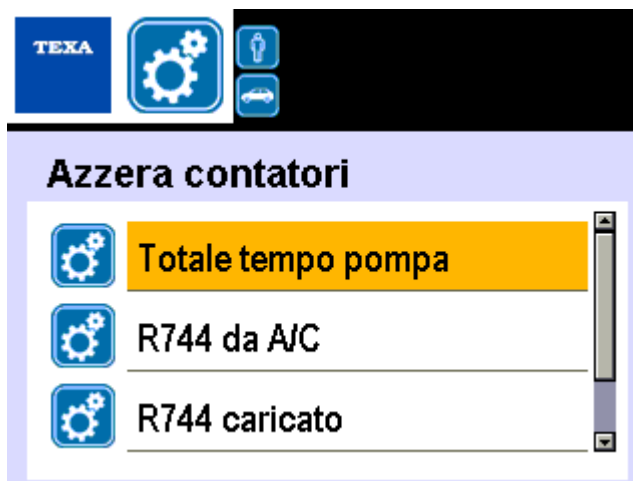 TEXA
Azzera contatori
Totale tempo pompa
R744 da A/C
R744 caricato